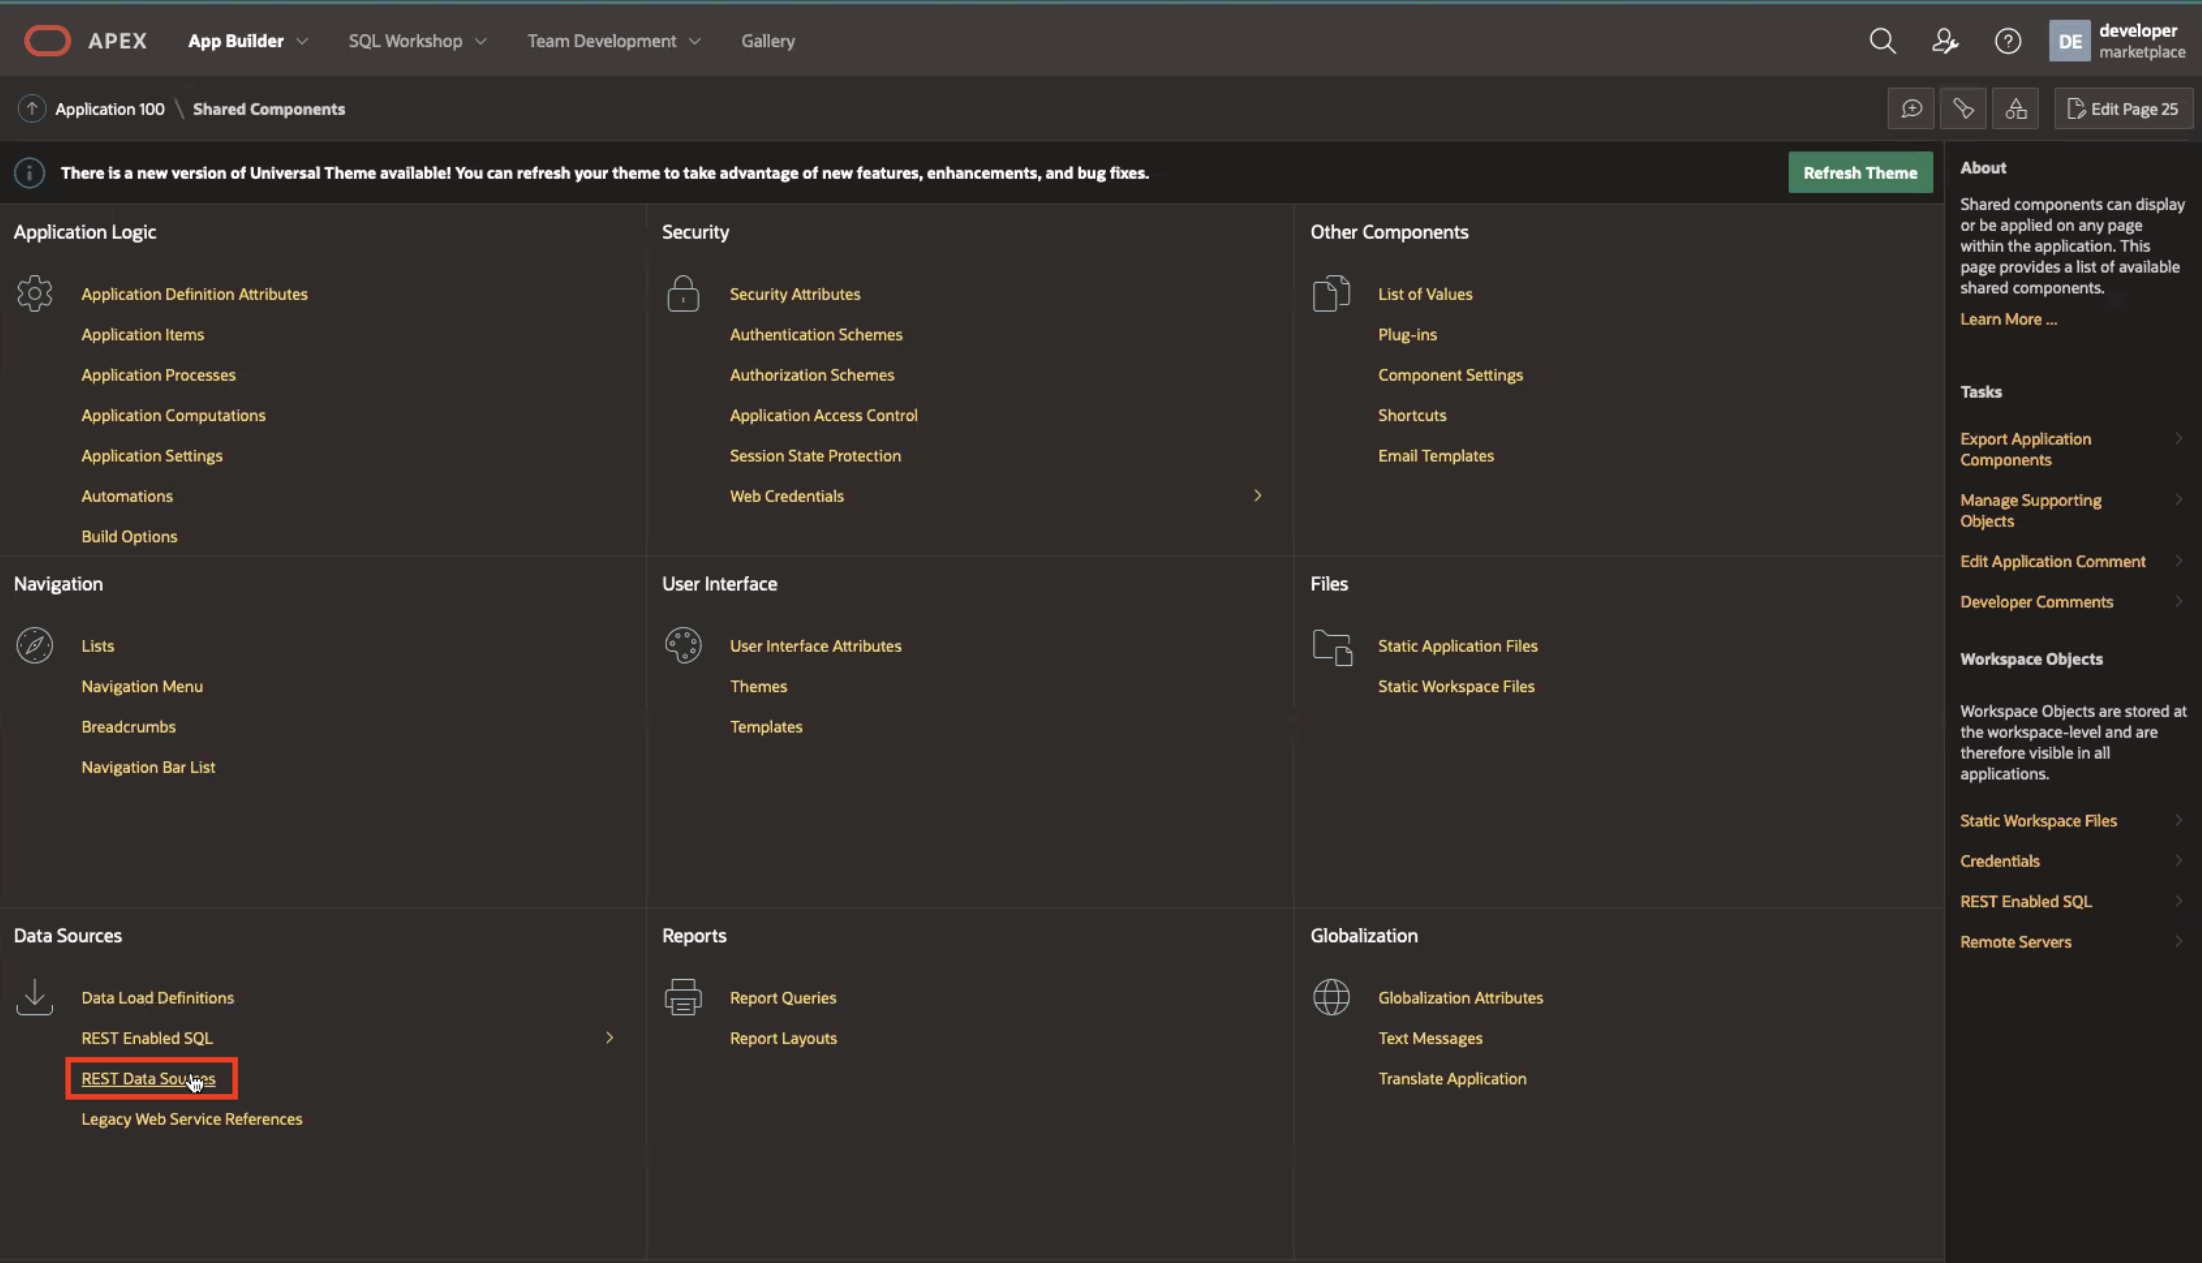 APEX
App Builder
SQL Workshop
Team Development
Gallery
DE
developer
marketplace
Application 100 \ Shared Components
Edit Page 25
There is a new version of Universal Theme available! You can refresh your theme to take advantage of new features, enhancements, and bug fixes.
Refresh Theme
Application Logic
Application Definition Attributes
Application Items
Application Processes
Application Computations
Application Settings
Automations
Build Options
Security
Security Attributes
Authentication Schemes
Authorization Schemes
Application Access Control
Session State Protection
Web Credentials
Other Components
List of Values
Plug-ins
Component Settings
Shortcuts
Email Templates
Navigation
Lists
Navigation Menu
Breadcrumbs
Navigation Bar List
User Interface
User Interface Attributes
Themes
Templates
Files
Static Application Files
Static Workspace Files
Data Sources
Data Load Definitions
REST Enabled SQL
REST Data Sources
Legacy Web Service References
Reports
Report Queries
Report Layouts
Globalization
Globalization Attributes
Text Messages
Translate Application
About
Shared components can display
or be applied on any page
within the application. This
page provides a list of available
shared components.
Learn More ...
Tasks
Export Application
Components
Manage Supporting
Objects
Edit Application Comment
Developer Comments
Workspace Objects
Workspace Objects are stored at
the workspace-level and are
therefore visible in all
applications.
Static Workspace Files
Credentials
REST Enabled SQL
Remote Servers